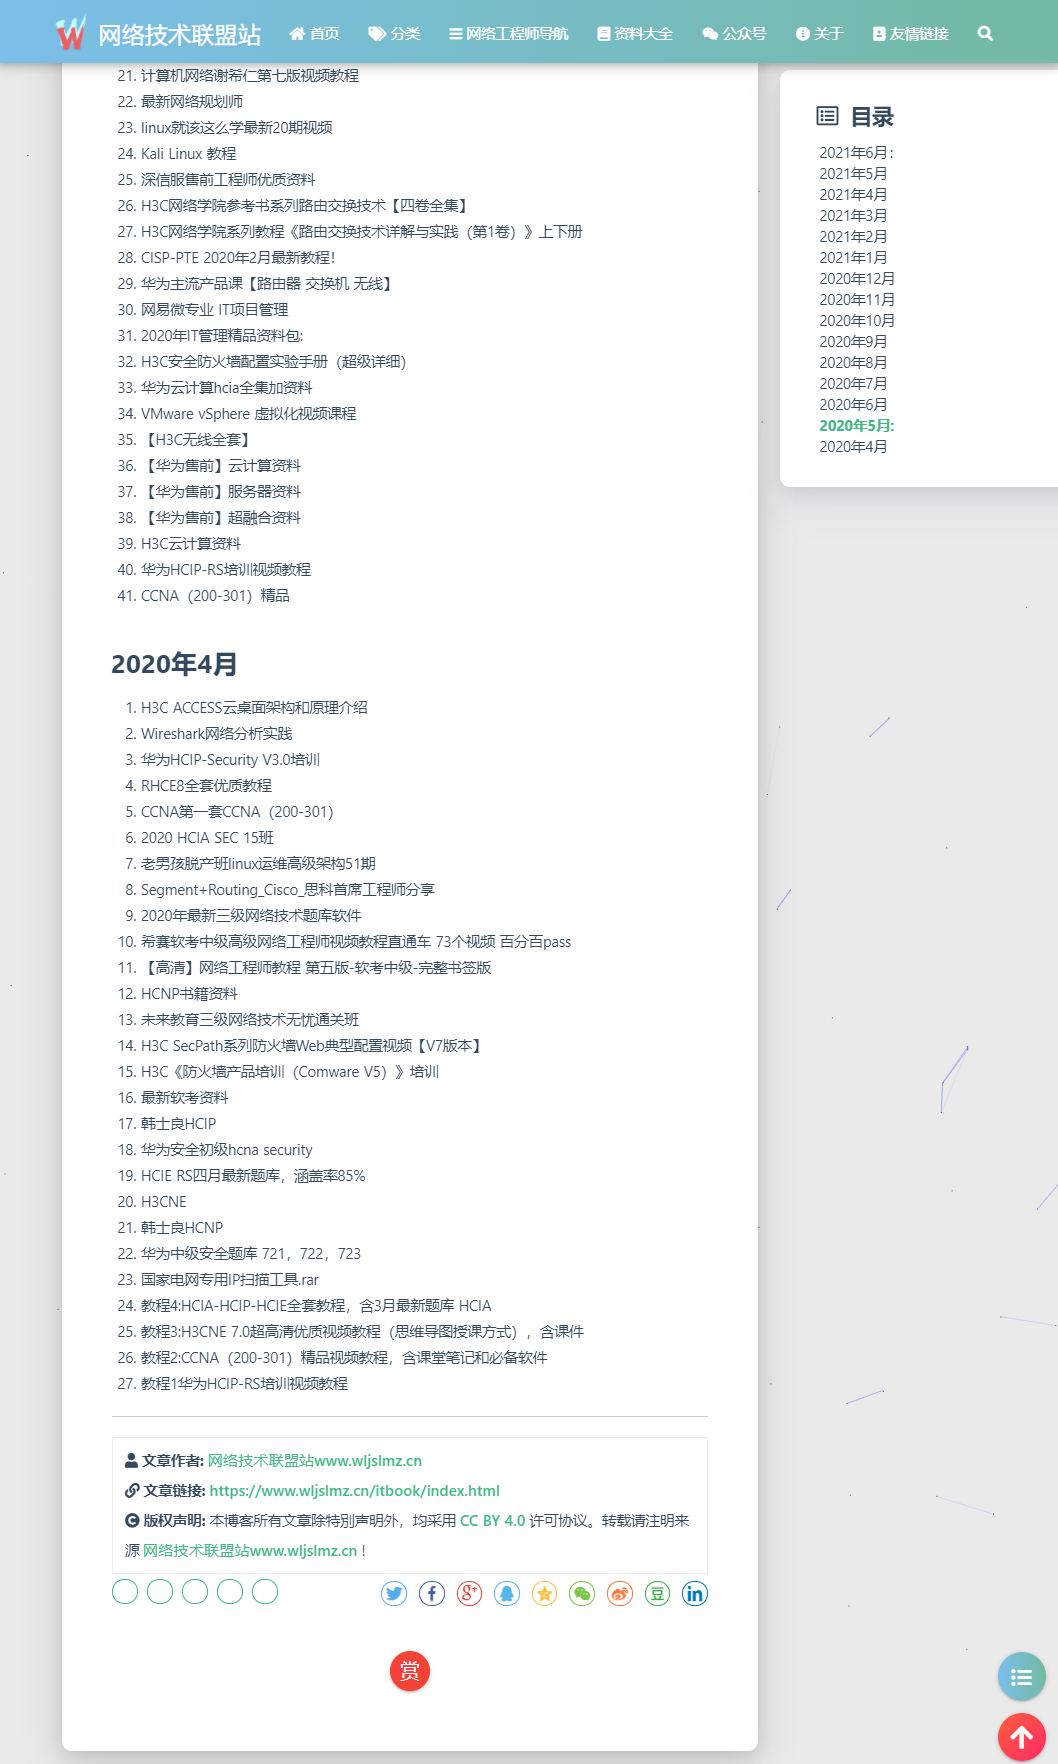 网络技术联盟站 首页 分类 网络工程师导航 资料大全 公众号 关于 友情链接
21. 计算机网络谢希仁第七版视频教程
22. 最新网络规划师
23. linux就该这么学最新20期视频
24. Kali Linux 教程
25. 深信服售前工程师优质资料
26. H3C网络学院参考书系列路由交换技术【四卷全集】
27. H3C网络学院系列教程《路由交换技术详解与实践（第1卷）》上下册
28. CISP-PTE 2020年2月最新教程！
29. 华为主流产品课【路由器 交换机 无线】
30. 网易微专业 IT项目管理
31. 2020年IT管理精品资料包:
32. H3C安全防火墙配置实验手册（超级详细）
33. 华为云计算hcia全集加资料
34. VMware vSphere 虚拟化视频课程
35. 【H3C无线全套】
36. 【华为售前】云计算资料
37. 【华为售前】服务器资料
38. 【华为售前】超融合资料
39. H3C云计算资料
40. 华为HCIP-RS培训视频教程
41. CCNA（200-301）精品
2020年4月
1. H3C ACCESS云桌面架构和原理介绍
2. Wireshark网络分析实践
3. 华为HCIP-Security V3.0培训
4. RHCE8全套优质教程
5. CCNA第一套CCNA（200-301）
6. 2020 HCIA SEC 15班
7. 老男孩脱产班linux运维高级架构51期
8. Segment+Routing_Cisco_思科首席工程师分享
9. 2020年最新三级网络技术题库软件
10. 希赛软考中级高级网络工程师视频教程直通车 73个视频 百分百pass
11. 【高清】网络工程师教程 第五版-软考中级-完整书签版
12. HCNP书籍资料
13. 未来教育三级网络技术无忧通关班
14. H3C SecPath系列防火墙Web典型配置视频【V7版本】
15. H3C《防火墙产品培训（Comware V5）》培训
16. 最新软考资料
17. 韩士良HCIP
18. 华为安全初级hcna security
19. HCIE RS四月最新题库，涵盖率85%
20. H3CNE
21. 韩士良HCNP
22. 华为中级安全题库 721，722，723
23. 国家电网专用IP扫描工具.rar
24. 教程4:HCIA-HCIP-HCIE全套教程，含3月最新题库 HCIA
25. 教程3:H3CNE 7.0超高清优质视频教程（思维导图授课方式），含课件
26. 教程2:CCNA（200-301）精品视频教程，含课堂笔记和必备软件
27. 教程1华为HCIP-RS培训视频教程
文章作者: 网络技术联盟站www.wljslmz.cn
文章链接: https://www.wljslmz.cn/itbook/index.html
版权声明: 本博客所有文章除特别声明外，均采用 CC BY 4.0 许可协议。转载请注明来
源 网络技术联盟站www.wljslmz.cn！
豆
赏
目录
2021年6月：
2021年5月
2021年4月
2021年3月
2021年2月
2021年1月
2020年12月
2020年11月
2020年10月
2020年9月
2020年8月
2020年7月
2020年6月
2020年5月:
2020年4月